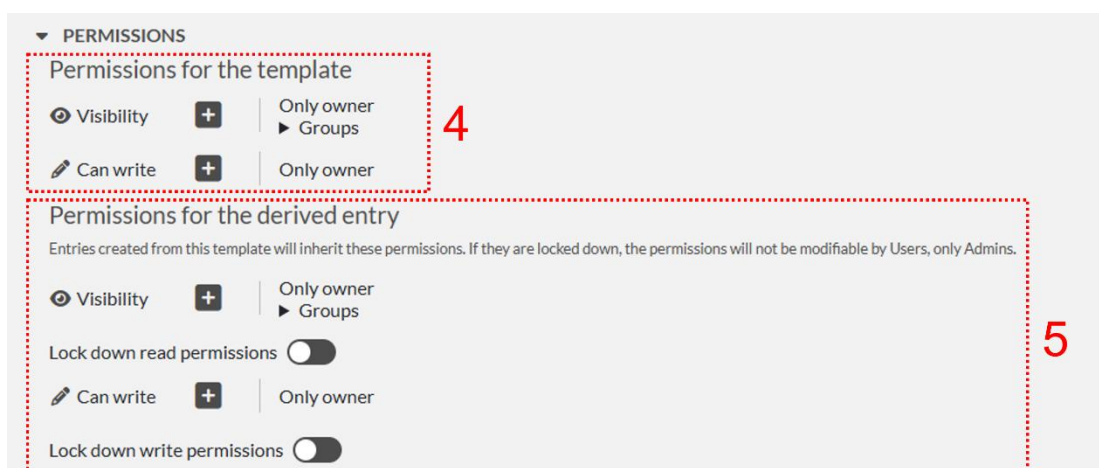 PERMISSIONS
Permissions for the template
Visibility
Only owner
Groups
Can write
Only owner
4
Permissions for the derived entry
Entries created from this template will inherit these permissions. If they are locked down, the permissions will not be modifiable by Users, only Admins.
Visibility
Only owner
Groups
Lock down read permissions
Can write
Only owner
Lock down write permissions
5